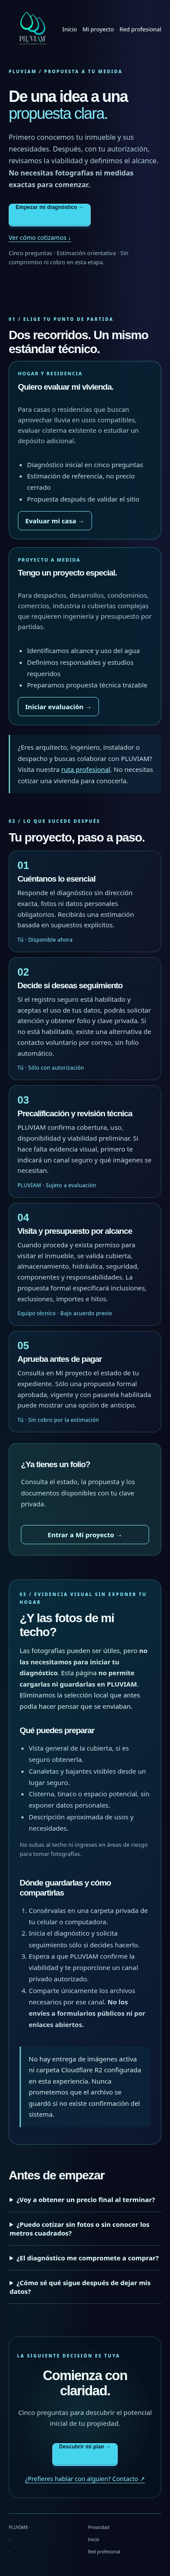 PLUVIAM
Inicio Mi proyecto Red profesional
PLUVIAM / PROPUESTA A TU MEDIDA
De una idea a una
propuesta clara.
Primero conocemos tu inmueble y sus
necesidades. Después, con tu autorización,
revisamos la viabilidad y definimos el alcance.
No necesitas fotografías ni medidas
exactas para comenzar.
Empezar mi diagnóstico →
Ver cómo cotizamos ↓
Cinco preguntas · Estimación orientativa · Sin
compromiso ni cobro en esta etapa.
01 / ELIGE TU PUNTO DE PARTIDA
Dos recorridos. Un mismo
estándar técnico.
HOGAR Y RESIDENCIA
Quiero evaluar mi vivienda.
Para casas o residencias que buscan
aprovechar lluvia en usos compatibles,
evaluar cisterna existente o estudiar un
depósito adicional.
• Diagnóstico inicial en cinco preguntas
• Estimación de referencia, no precio
cerrado
• Propuesta después de validar el sitio
Evaluar mi casa →
PROYECTO A MEDIDA
Tengo un proyecto especial.
Para despachos, desarrollos, condominios,
comercios, industria o cubiertas complejas
que requieren ingeniería y propuesta por
partidas.
• Identificamos alcance y uso del agua
• Definimos responsables y estudios
requeridos
• Preparamos propuesta técnica trazable
Iniciar evaluación →
¿Eres arquitecto, ingeniero, instalador o
despacho y buscas colaborar con PLUVIAM?
Visita nuestra ruta profesional. No necesitas
cotizar una vivienda para conocerla.
02 / LO QUE SUCEDE DESPUÉS
Tu proyecto, paso a paso.
01
Cuéntanos lo esencial
Responde el diagnóstico sin dirección
exacta, fotos ni datos personales
obligatorios. Recibirás una estimación
basada en supuestos explícitos.
Tú · Disponible ahora
02
Decide si deseas seguimiento
Si el registro seguro está habilitado y
aceptas el uso de tus datos, podrás solicitar
atención y obtener folio y clave privada. Si
no está habilitado, existe una alternativa de
contacto voluntario por correo, sin folio
automático.
Tú · Sólo con autorización
03
Precalificación y revisión técnica
PLUVIAM confirma cobertura, uso,
disponibilidad y viabilidad preliminar. Si
hace falta evidencia visual, primero te
indicará un canal seguro y qué imágenes se
necesitan.
PLUVIAM · Sujeto a evaluación
04
Visita y presupuesto por alcance
Cuando proceda y exista permiso para
visitar el inmueble, se valida cubierta,
almacenamiento, hidráulica, seguridad,
componentes y responsabilidades. La
propuesta formal especificará inclusiones,
exclusiones, importes e hitos.
Equipo técnico · Bajo acuerdo previo
05
Aprueba antes de pagar
Consulta en Mi proyecto el estado de tu
expediente. Sólo una propuesta formal
aprobada, vigente y con pasarela habilitada
puede mostrar una opción de anticipo.
Tú · Sin cobro por la estimación
¿Ya tienes un folio?
Consulta el estado, la propuesta y los
documentos disponibles con tu clave
privada.
Entrar a Mi proyecto →
03 / EVIDENCIA VISUAL SIN EXPONER TU
HOGAR
¿Y las fotos de mi
techo?
Las fotografías pueden ser útiles, pero no
las necesitamos para iniciar tu
diagnóstico. Esta página no permite
cargarlas ni guardarlas en PLUVIAM.
Eliminamos la selección local que antes
podía hacer pensar que se enviaban.
Qué puedes preparar
• Vista general de la cubierta, si es
seguro obtenerla.
• Canaletas y bajantes visibles desde un
lugar seguro.
• Cisterna, tinaco o espacio potencial, sin
exponer datos personales.
• Descripción aproximada de usos y
necesidades.
No subas al techo ni ingreses en áreas de riesgo
para tomar fotografías.
Dónde guardarlas y cómo
compartirlas
1. Consérvalas en una carpeta privada de
tu celular o computadora.
2. Inicia el diagnóstico y solicita
seguimiento sólo si decides hacerlo.
3. Espera a que PLUVIAM confirme la
viabilidad y te proporcione un canal
privado autorizado.
4. Comparte únicamente los archivos
necesarios por ese canal. No los
envíes a formularios públicos ni por
enlaces abiertos.
No hay entrega de imágenes activa
ni carpeta Cloudflare R2 configurada
en esta experiencia. Nunca
prometemos que el archivo se
guardó si no existe confirmación del
sistema.
Antes de empezar
▶ ¿Voy a obtener un precio final al terminar?
▶ ¿Puedo cotizar sin fotos o sin conocer los
metros cuadrados?
▶ ¿El diagnóstico me compromete a comprar?
▶ ¿Cómo sé qué sigue después de dejar mis
datos?
LA SIGUIENTE DECISIÓN ES TUYA
Comienza con
claridad.
Cinco preguntas para descubrir el potencial
inicial de tu propiedad.
Descubrir mi plan →
¿Prefieres hablar con alguien? Contacto ↗
PLUVIAM · Privacidad
· Inicio
· Red profesional